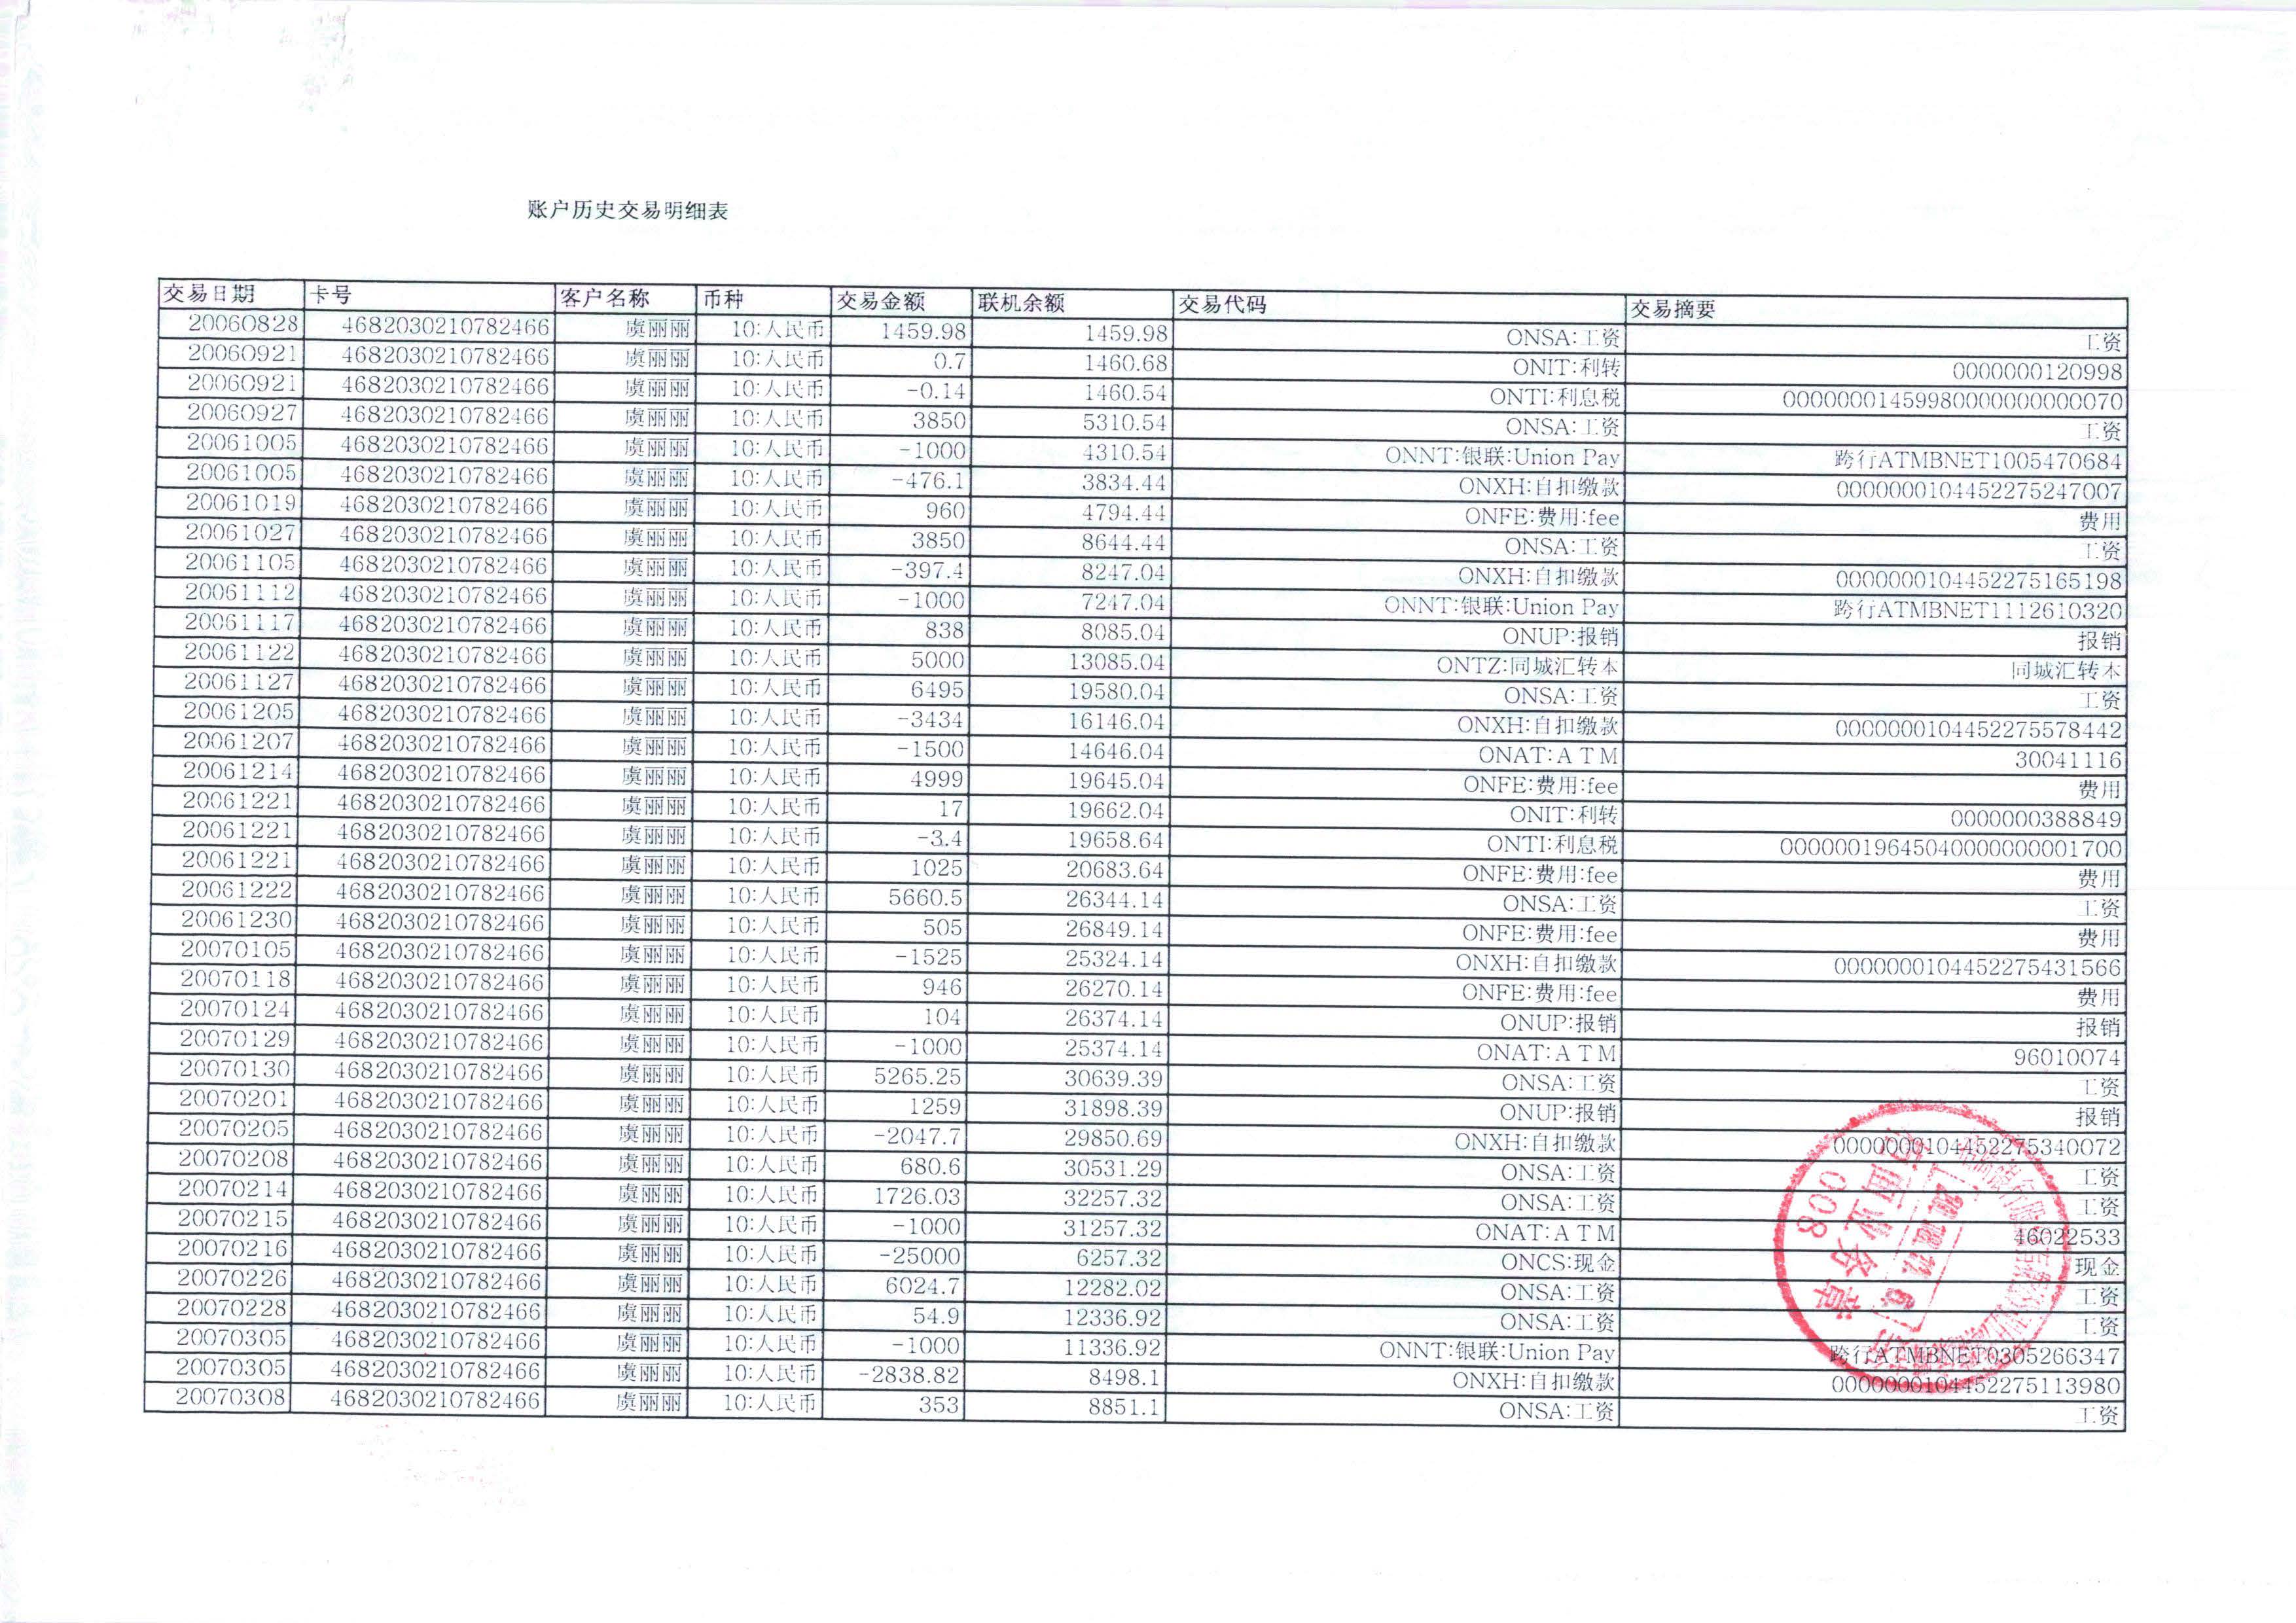 账户历史交易明细表
交易日期 卡号 客户名称 币种 交易金额 联机余额 交易代码 交易摘要
20060828 4682030210782466 虞丽丽 10:人民币 1459.98 1459.98 ONSA:工资 工资
20060921 4682030210782466 虞丽丽 10:人民币 0.7 1460.68 ONIT:利转 0000000120998
20060921 4682030210782466 虞丽丽 10:人民币 -0.14 1460.54 ONTI:利息税 000000014599800000000000070
20060927 4682030210782466 虞丽丽 10:人民币 3850 5310.54 ONSA:工资 工资
20061005 4682030210782466 虞丽丽 10:人民币 -1000 4310.54 ONNT:银联:Union Pay 跨行ATMBNET1005470684
20061005 4682030210782466 虞丽丽 10:人民币 -476.1 3834.44 ONXH:自扣缴款 0000000104452275247007
20061019 4682030210782466 虞丽丽 10:人民币 960 4794.44 ONFE:费用:fee 费用
20061027 4682030210782466 虞丽丽 10:人民币 3850 8644.44 ONSA:工资 工资
20061105 4682030210782466 虞丽丽 10:人民币 -397.4 8247.04 ONXH:自扣缴款 0000000104452275165198
20061112 4682030210782466 虞丽丽 10:人民币 -1000 7247.04 ONNT:银联:Union Pay 跨行ATMBNET1112610320
20061117 4682030210782466 虞丽丽 10:人民币 838 8085.04 ONUP:报销 报销
20061122 4682030210782466 虞丽丽 10:人民币 5000 13085.04 ONTZ:同城汇转本 同城汇转本
20061127 4682030210782466 虞丽丽 10:人民币 6495 19580.04 ONSA:工资 工资
20061205 4682030210782466 虞丽丽 10:人民币 -3434 16146.04 ONXH:自扣缴款 0000000104452275578442
20061207 4682030210782466 虞丽丽 10:人民币 -1500 14646.04 ONAT:A T M 30041116
20061214 4682030210782466 虞丽丽 10:人民币 4999 19645.04 ONFE:费用:fee 费用
20061221 4682030210782466 虞丽丽 10:人民币 17 19662.04 ONIT:利转 0000000388849
20061221 4682030210782466 虞丽丽 10:人民币 -3.4 19658.64 ONTI:利息税 000000196450400000000001700
20061221 4682030210782466 虞丽丽 10:人民币 1025 20683.64 ONFE:费用:fee 费用
20061222 4682030210782466 虞丽丽 10:人民币 5660.5 26344.14 ONSA:工资 工资
20061230 4682030210782466 虞丽丽 10:人民币 505 26849.14 ONFE:费用:fee 费用
20070105 4682030210782466 虞丽丽 10:人民币 -1525 25324.14 ONXH:自扣缴款 0000000104452275431566
20070118 4682030210782466 虞丽丽 10:人民币 946 26270.14 ONFE:费用:fee 费用
20070124 4682030210782466 虞丽丽 10:人民币 104 26374.14 ONUP:报销 报销
20070129 4682030210782466 虞丽丽 10:人民币 -1000 25374.14 ONAT:A T M 96010074
20070130 4682030210782466 虞丽丽 10:人民币 5265.25 30639.39 ONSA:工资 工资
20070201 4682030210782466 虞丽丽 10:人民币 1259 31898.39 ONUP:报销 报销
20070205 4682030210782466 虞丽丽 10:人民币 -2047.7 29850.69 ONXH:自扣缴款 0000000104452275340072
20070208 4682030210782466 虞丽丽 10:人民币 680.6 30531.29 ONSA:工资 工资
20070214 4682030210782466 虞丽丽 10:人民币 1726.03 32257.32 ONSA:工资 工资
20070215 4682030210782466 虞丽丽 10:人民币 -1000 31257.32 ONAT:A T M 46022533
20070216 4682030210782466 虞丽丽 10:人民币 -25000 6257.32 ONCS:现金 现金
20070226 4682030210782466 虞丽丽 10:人民币 6024.7 12282.02 ONSA:工资 工资
20070228 4682030210782466 虞丽丽 10:人民币 54.9 12336.92 ONSA:工资 工资
20070305 4682030210782466 虞丽丽 10:人民币 -1000 11336.92 ONNT:银联:Union Pay 跨行ATMBNET0305266347
20070305 4682030210782466 虞丽丽 10:人民币 -2838.82 8498.1 ONXH:自扣缴款 0000000104452275113980
20070308 4682030210782466 虞丽丽 10:人民币 353 8851.1 ONSA:工资 工资
008